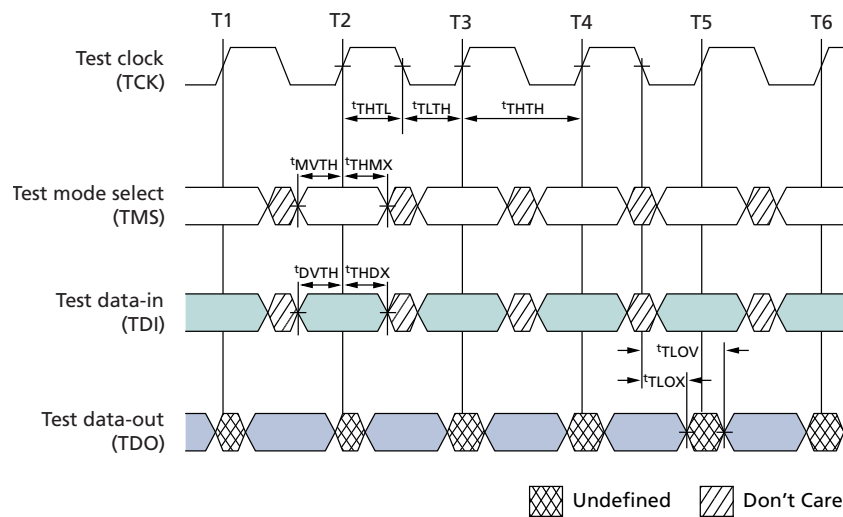 T1 T2 T3 T4 T5 T6
Test clock
(TCK)
tTHTL tTLTH tTHTH
tMVTH tTHMX
Test mode select
(TMS)
tDVTH tTHDX
Test data-in
(TDI)
tTLOV
tTLOX
Test data-out
(TDO)
Undefined Don't Care